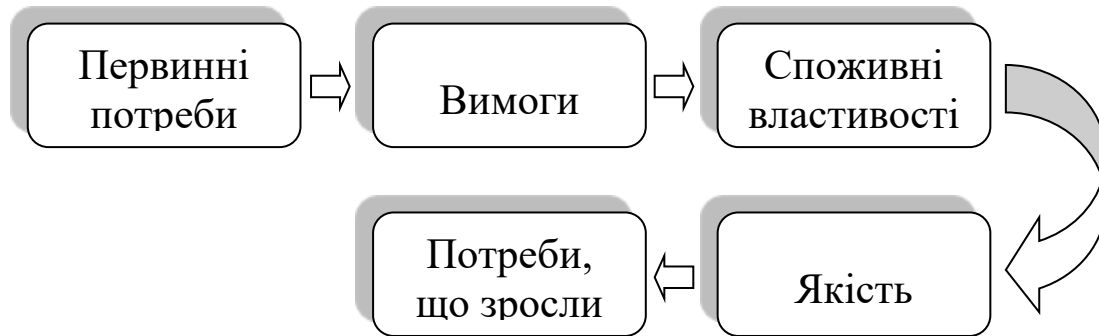 Первинні
потреби
Вимоги
Споживні
властивості
Якість
Потреби,
що зросли